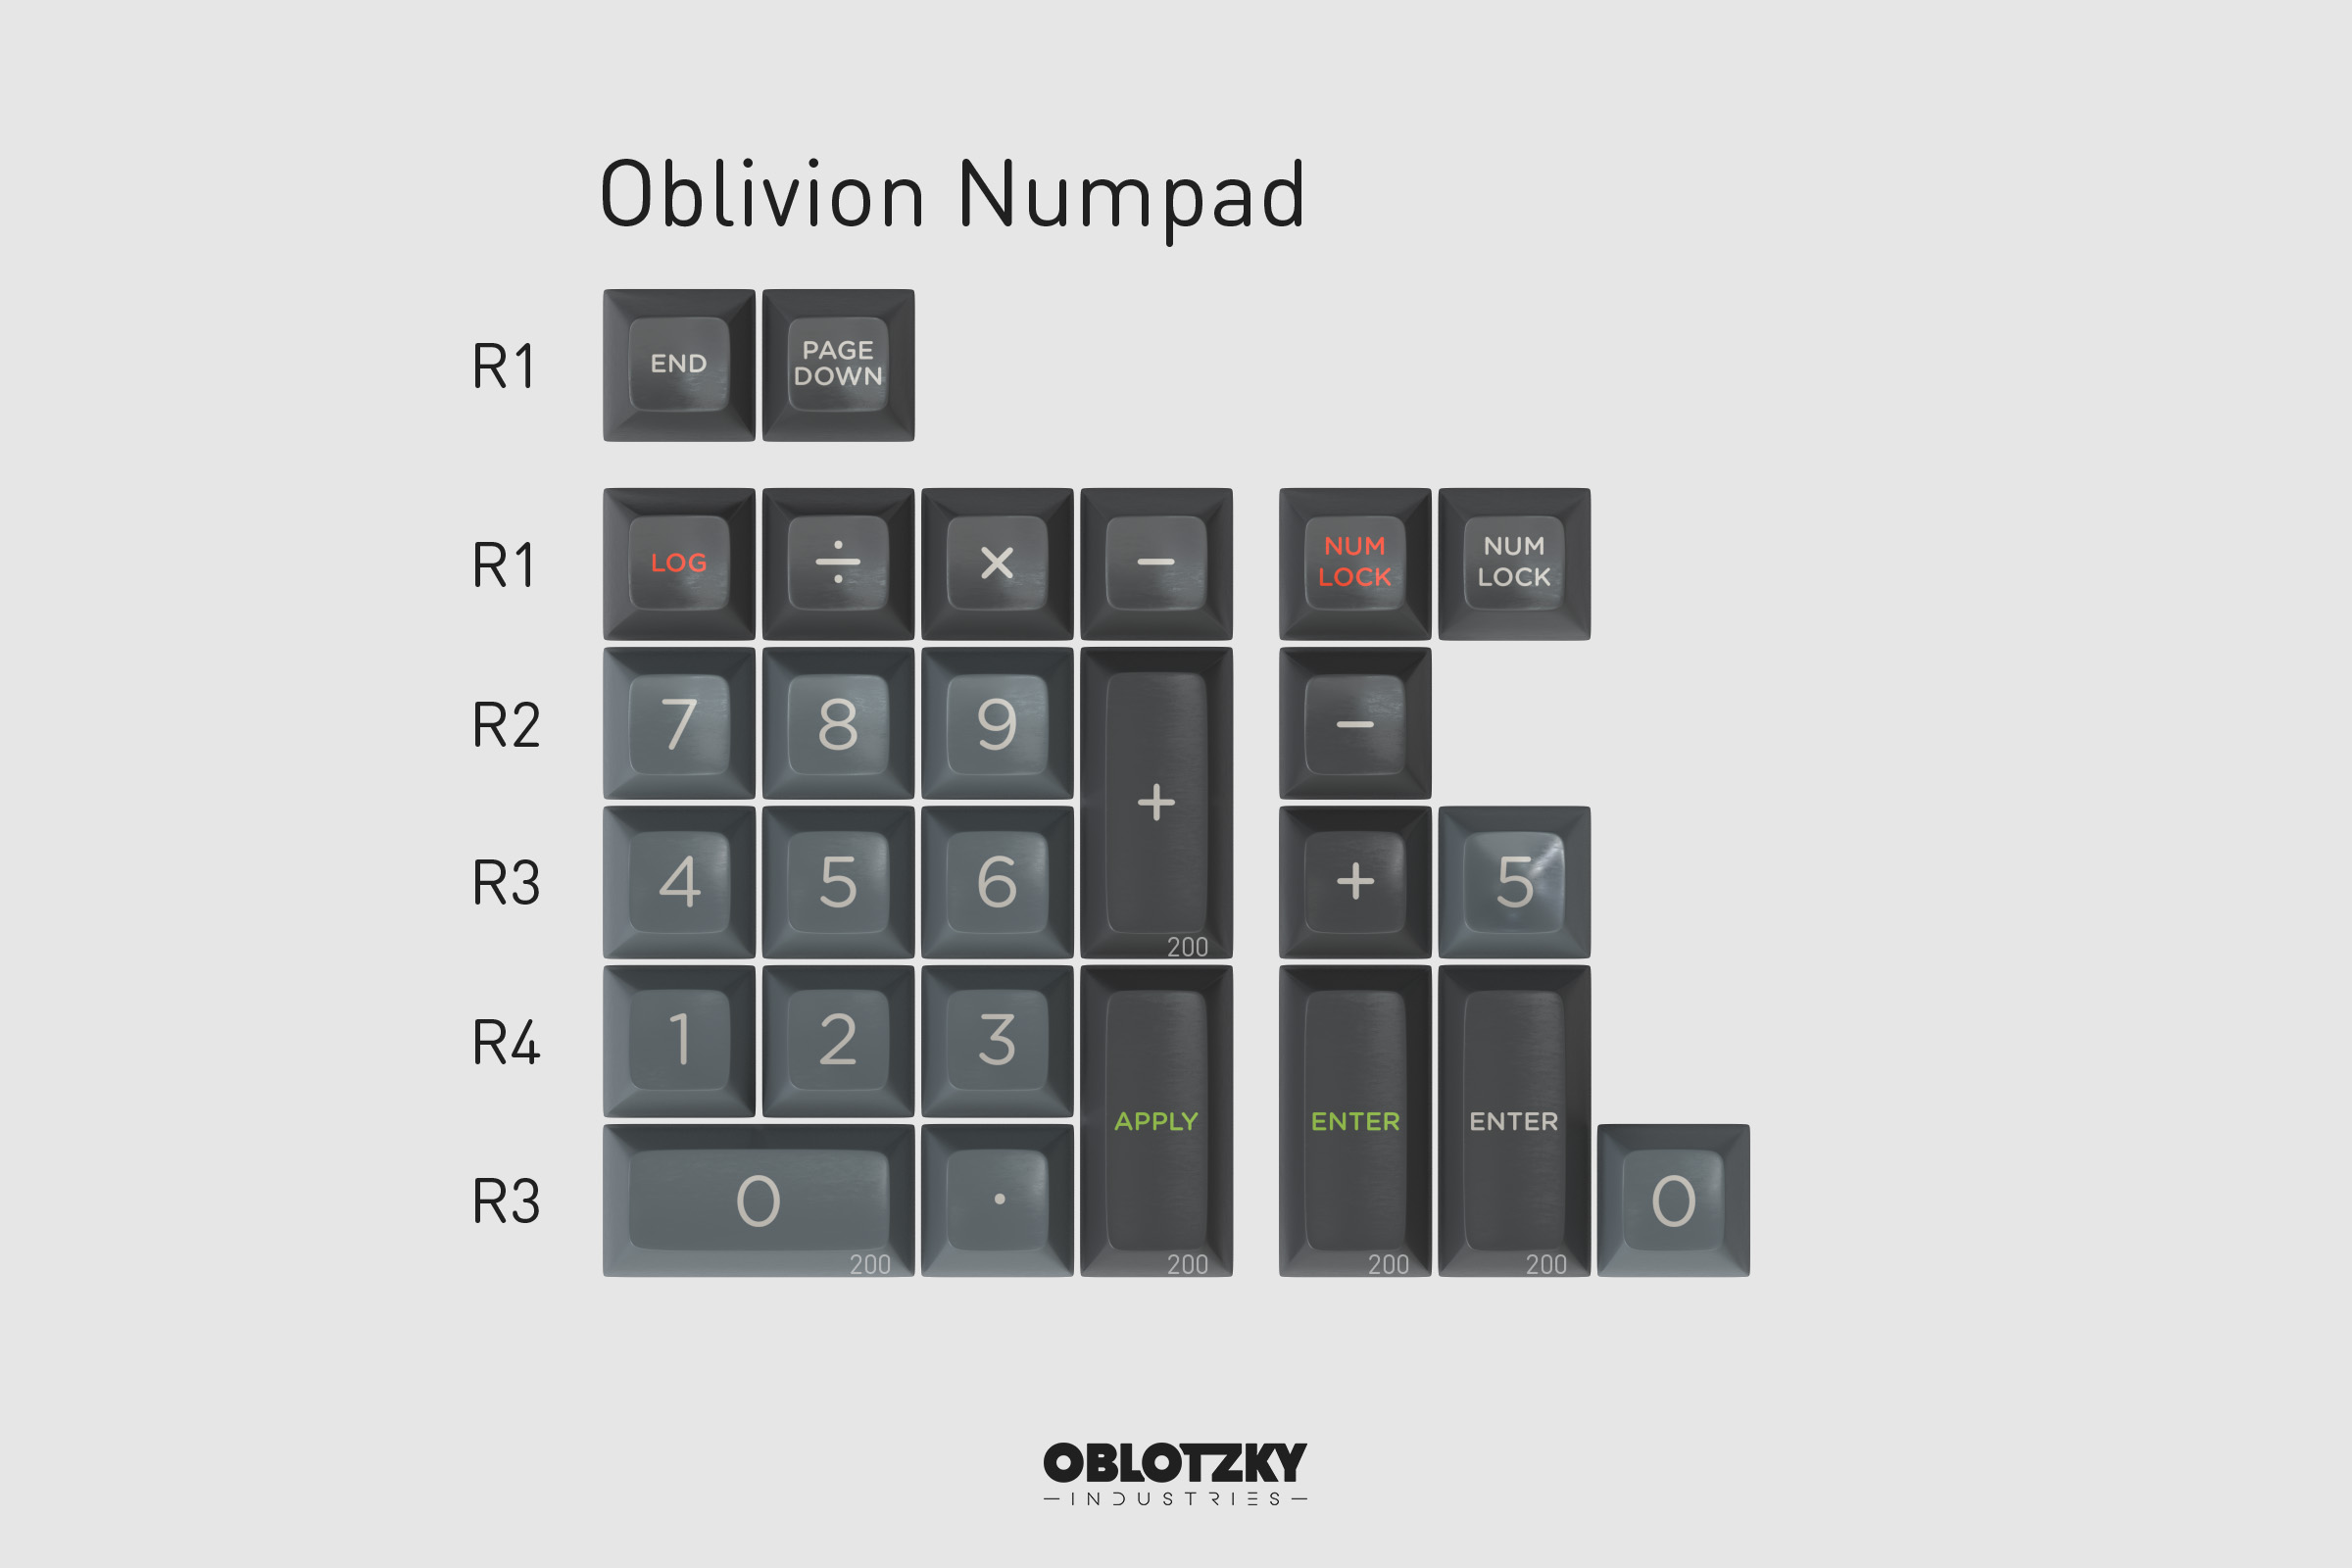 Oblivion Numpad
R1
END
PAGE
DOWN
R1
LOG
÷
×
−
NUM
LOCK
NUM
LOCK
R2
7
8
9
+
200
−
R3
4
5
6
+
5
R4
1
2
3
APPLY
200
ENTER
200
ENTER
200
R3
0
200
.
0
OBLOTZKY
INDUSTRIES